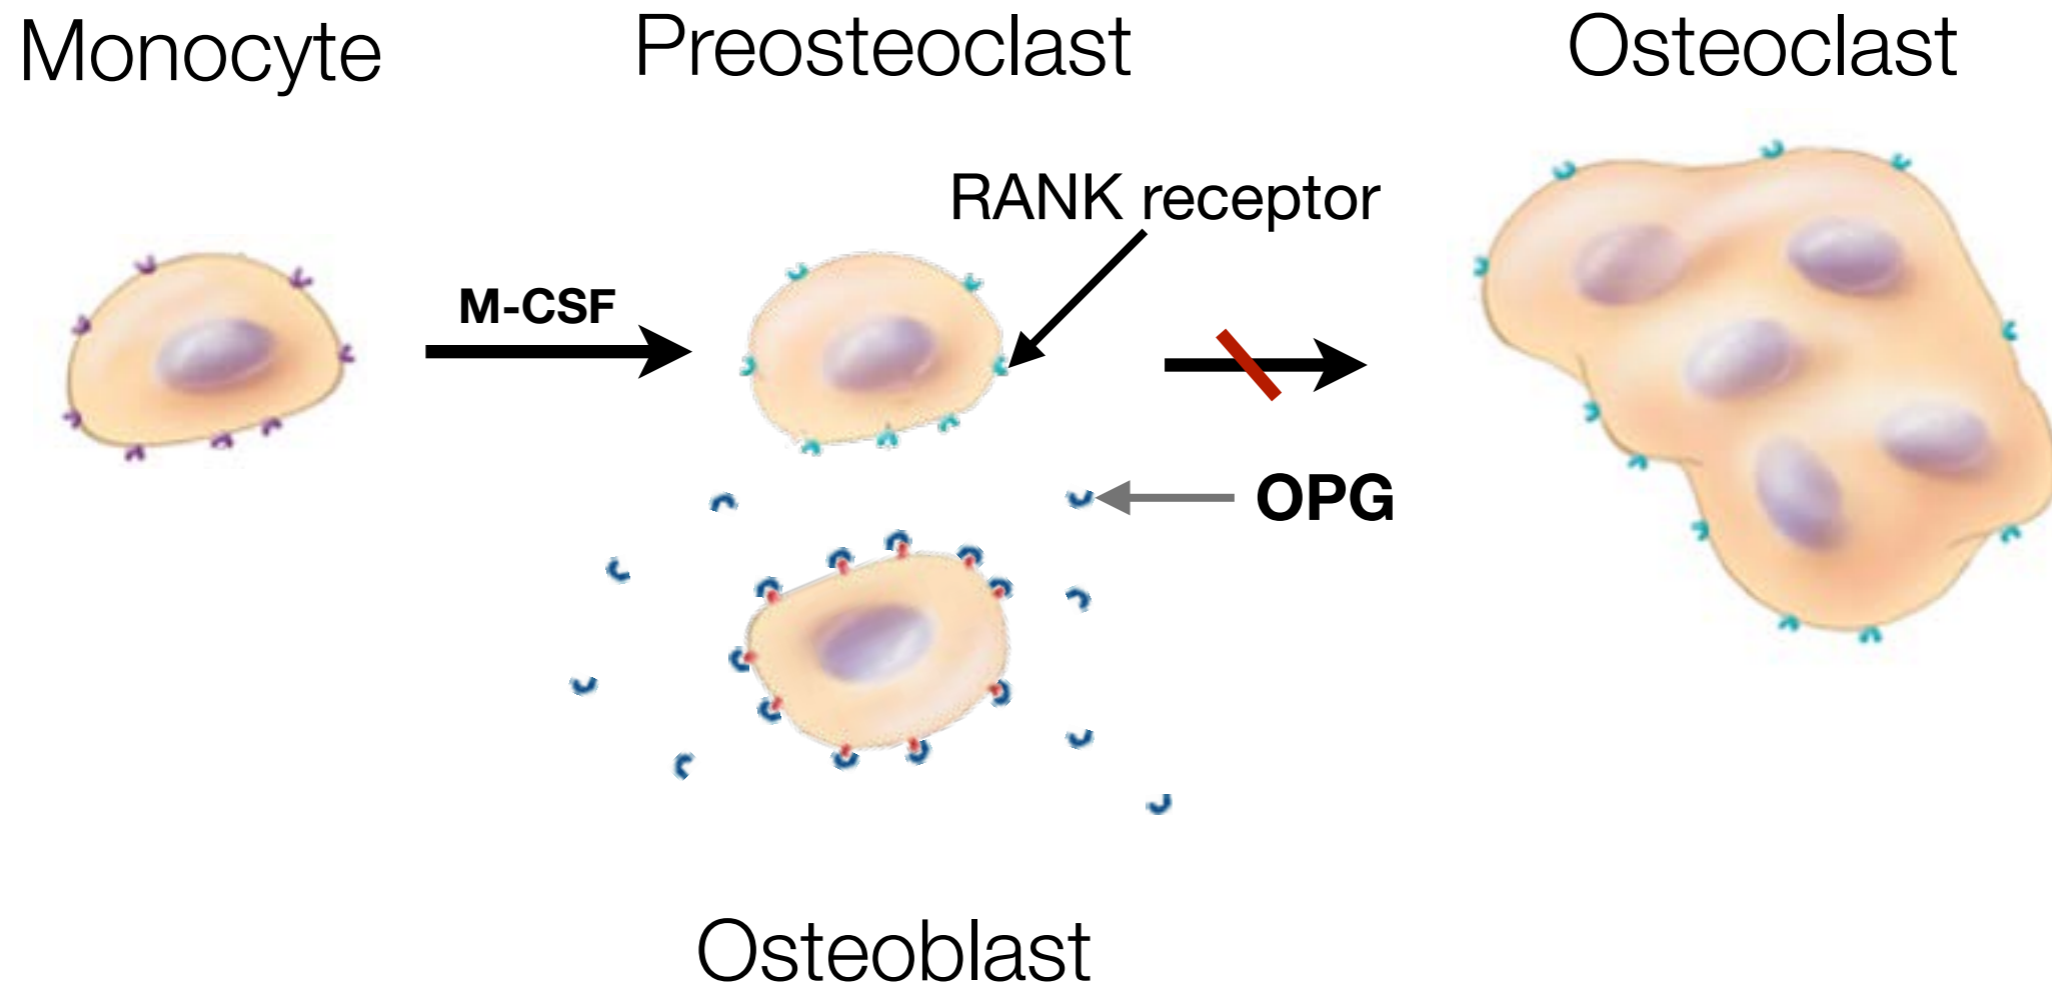 Monocyte
Preosteoclast
Osteoclast
RANK receptor
M-CSF
OPG
Osteoblast